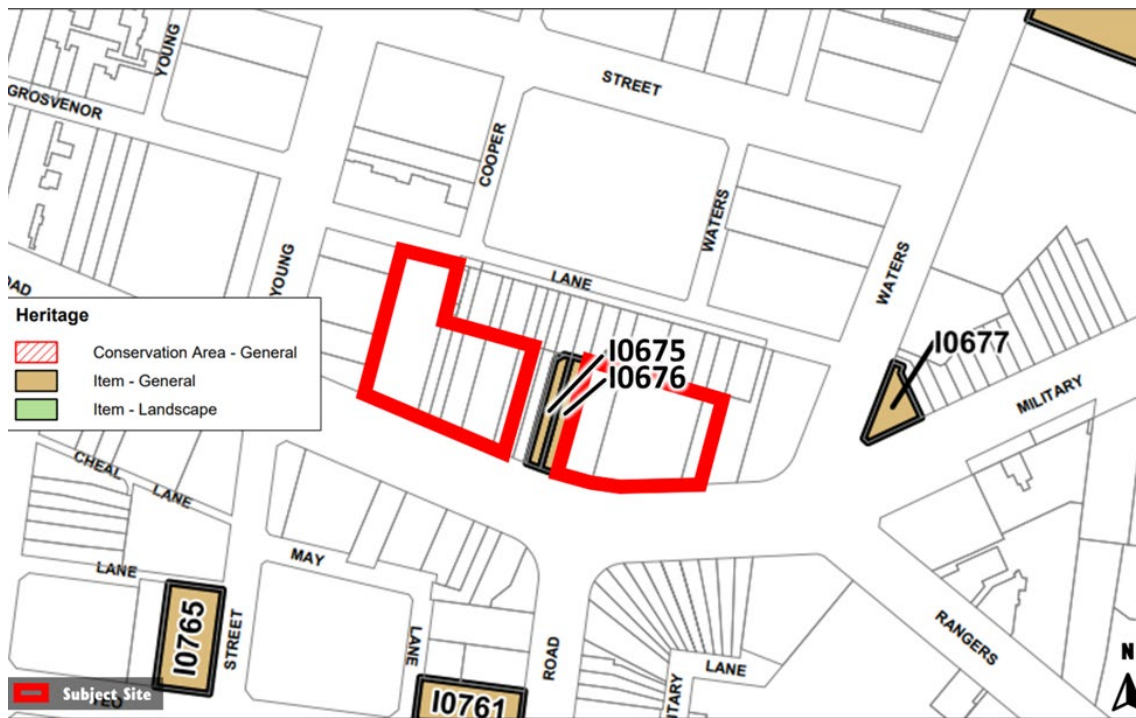 YOUNG
GROSVENOR
STREET
COOPER
WATERS
WATERS
YOUNG
LANE
Heritage
Conservation Area - General
Item - General
Item - Landscape
I0675
I0676
I0677
MILITARY
CHEAL
LANE
MAY
LANE
I0765
STREET
LANE
ROAD
LANE
RANGERS
I0761
N
Subject Site